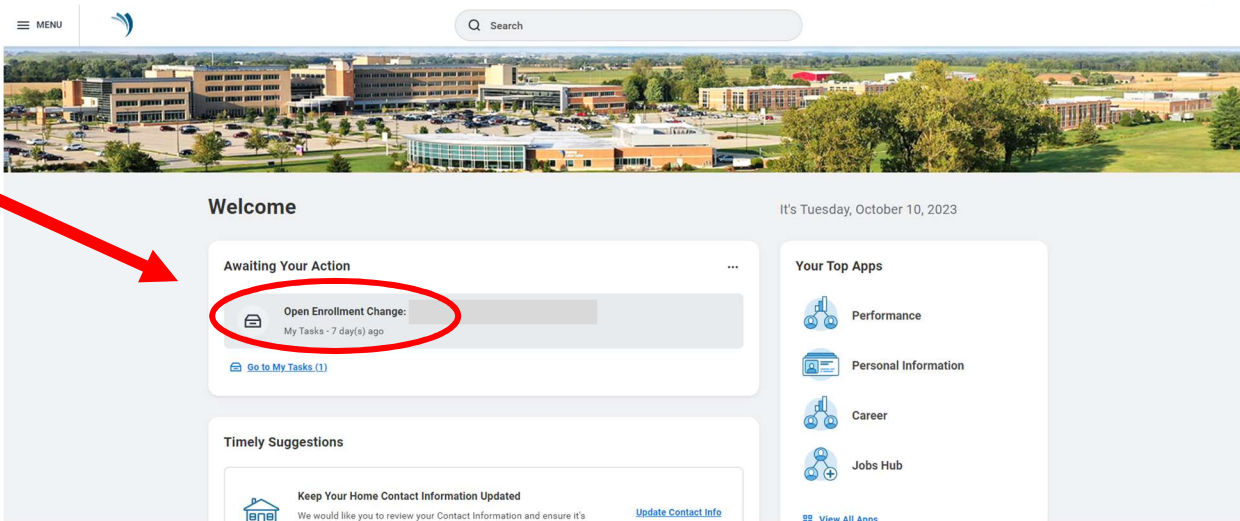 MENU
Search
Welcome
It's Tuesday, October 10, 2023
Awaiting Your Action
Open Enrollment Change:
My Tasks - 7 day(s) ago
Go to My Tasks (1)
Your Top Apps
Performance
Personal Information
Career
Jobs Hub
View All Apps
Timely Suggestions
Keep Your Home Contact Information Updated
We would like you to review your Contact Information and ensure it's
Update Contact Info